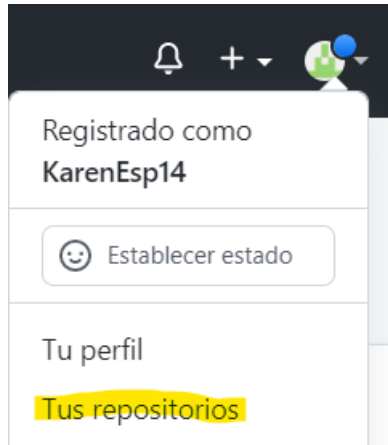 Registrado como
KarenEsp14
Establecer estado
Tu perfil
Tus repositorios